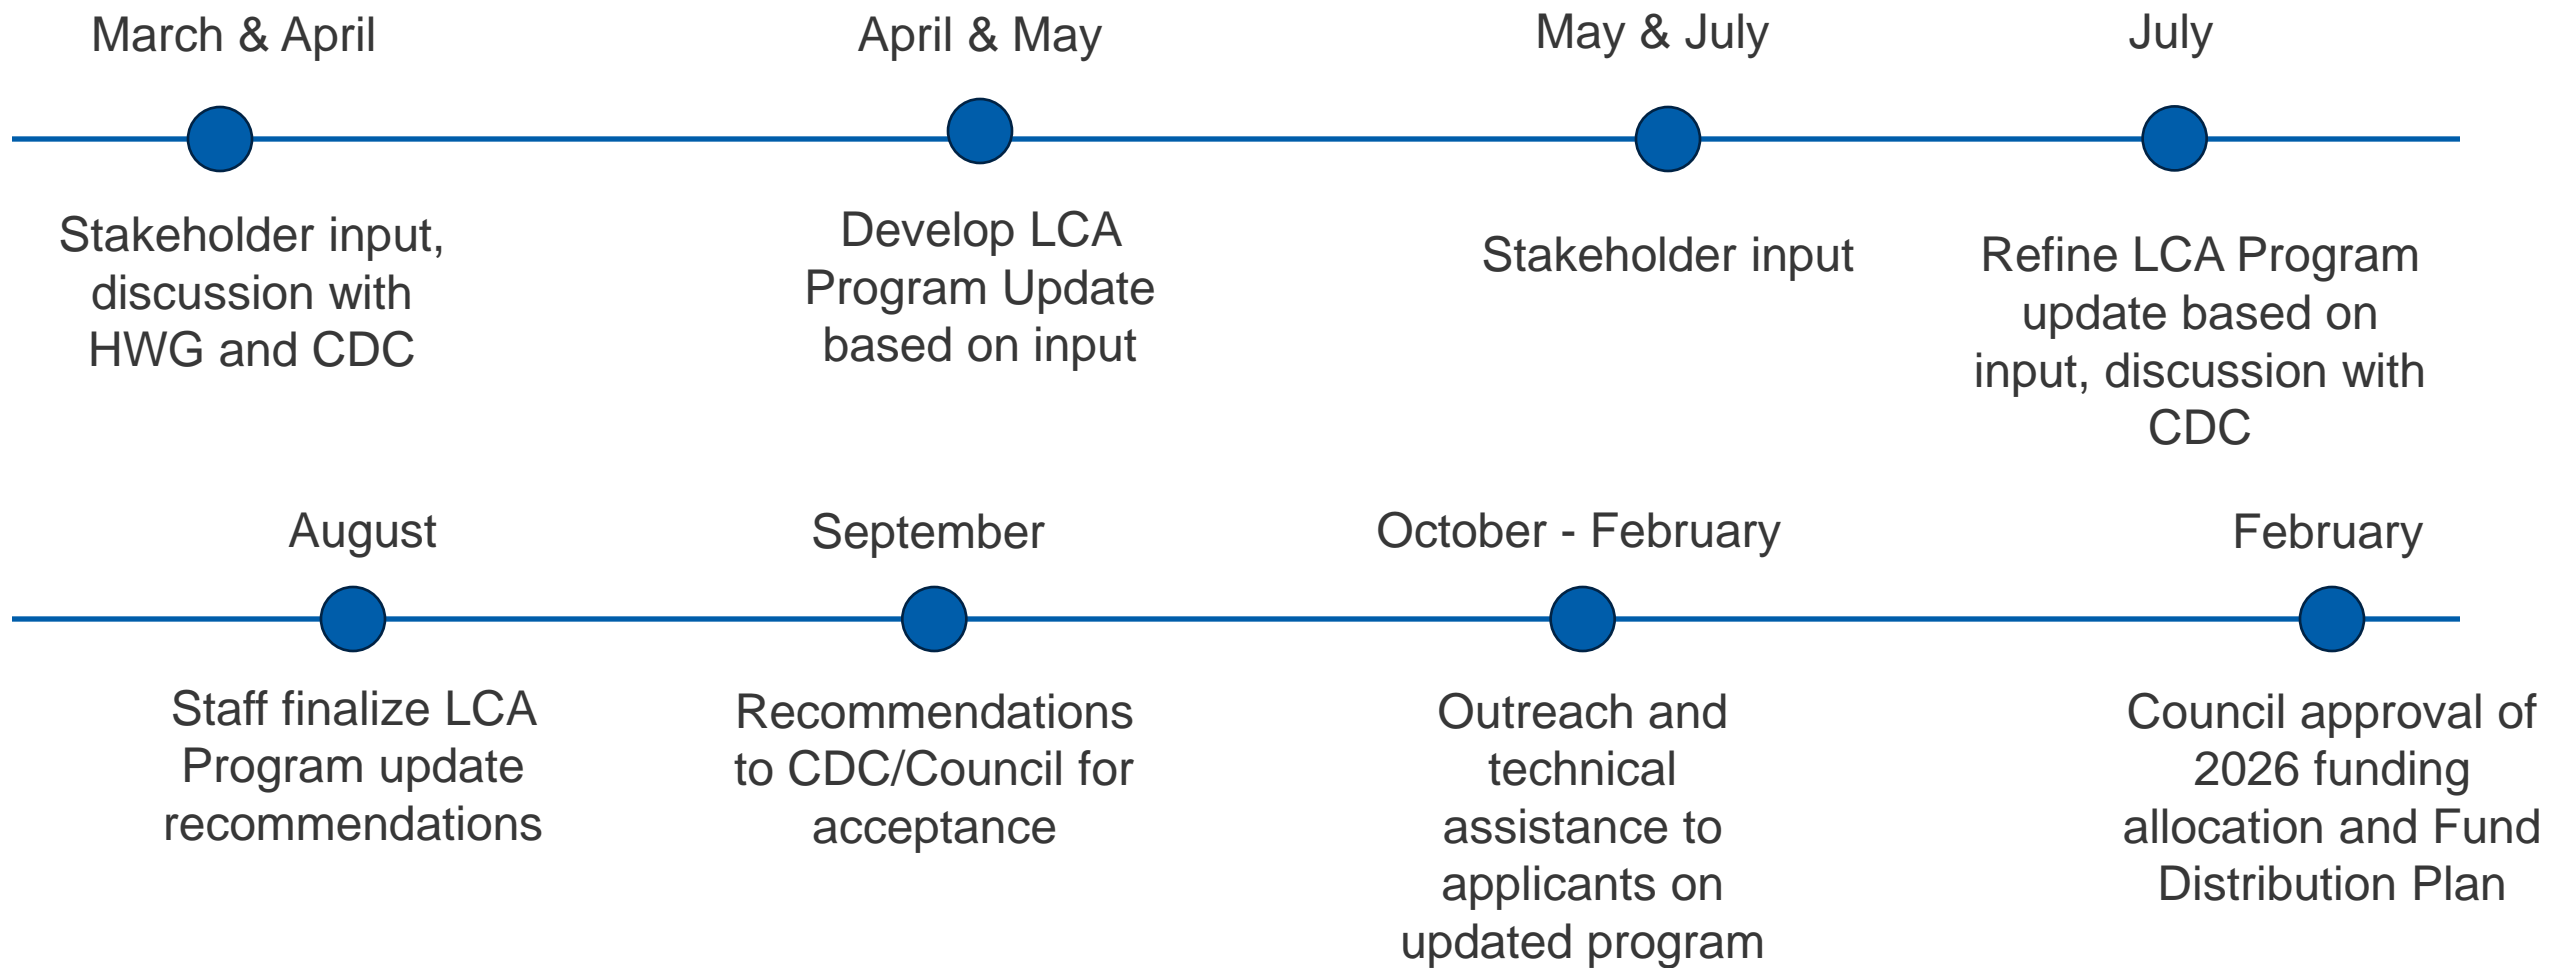 March & April
April & May
May & July
July
Stakeholder input,
discussion with
HWG and CDC
Develop LCA
Program Update
based on input
Stakeholder input
Refine LCA Program
update based on
input, discussion with
CDC
August
September
October - February
February
Staff finalize LCA
Program update
recommendations
Recommendations
to CDC/Council for
acceptance
Outreach and
technical
assistance to
applicants on
updated program
Council approval of
2026 funding
allocation and Fund
Distribution Plan